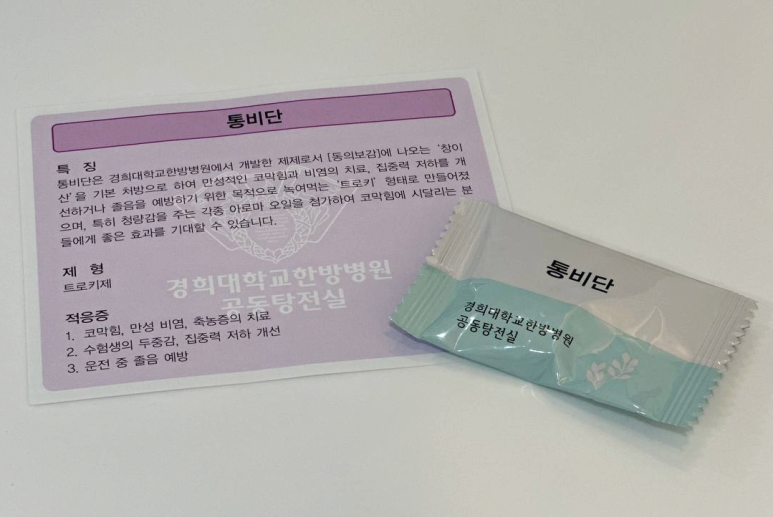 통비단
특 징
통비단은 경희대학교한방병원에서 개발한 제제로서 [동의보감]에 나오는 '창이
산'을 기본 처방으로 하여 만성적인 코막힘과 비염의 치료, 집중력 저하를 개
선하거나 졸음을 예방하기 위한 목적으로 녹여먹는 '트로키' 형태로 만들어졌
으며, 특히 청량감을 주는 각종 아로마 오일을 첨가하여 코막힘에 시달리는 분
들에게 좋은 효과를 기대할 수 있습니다.
제 형
트로키제
경희대학교한방병원
공동탕전실
적응증
1. 코막힘, 만성 비염, 축농증의 치료
2. 수험생의 두중감, 집중력 저하 개선
3. 운전 중 졸음 예방
통비단
경희대학교한방병원
공동탕전실